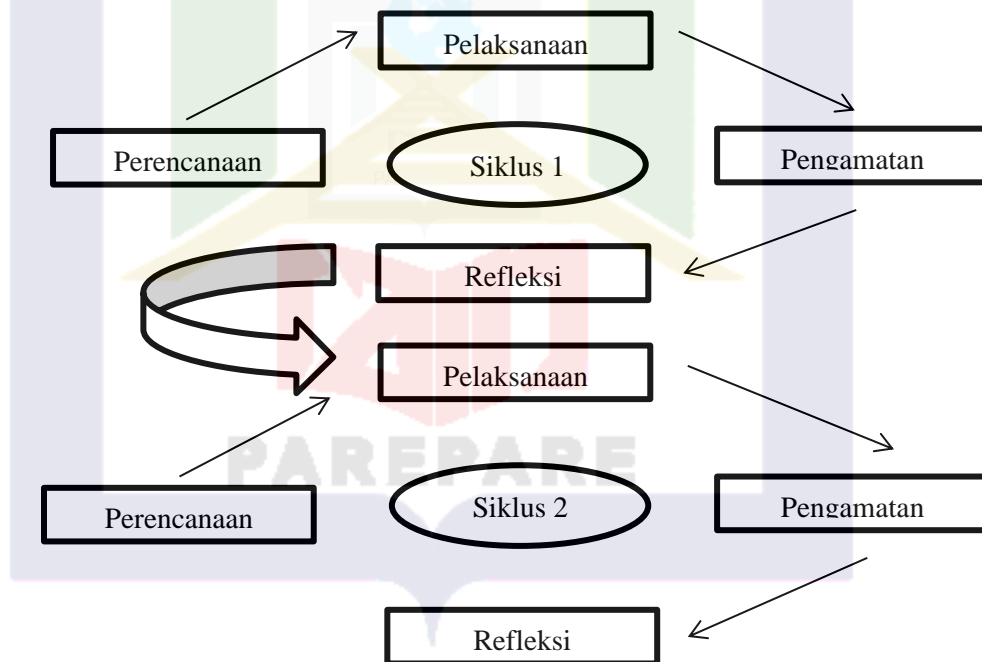 Pelaksanaan
Perencanaan
Siklus 1
Pengamatan
Refleksi
Pelaksanaan
PAREPARE
Perencanaan
Siklus 2
Pengamatan
Refleksi